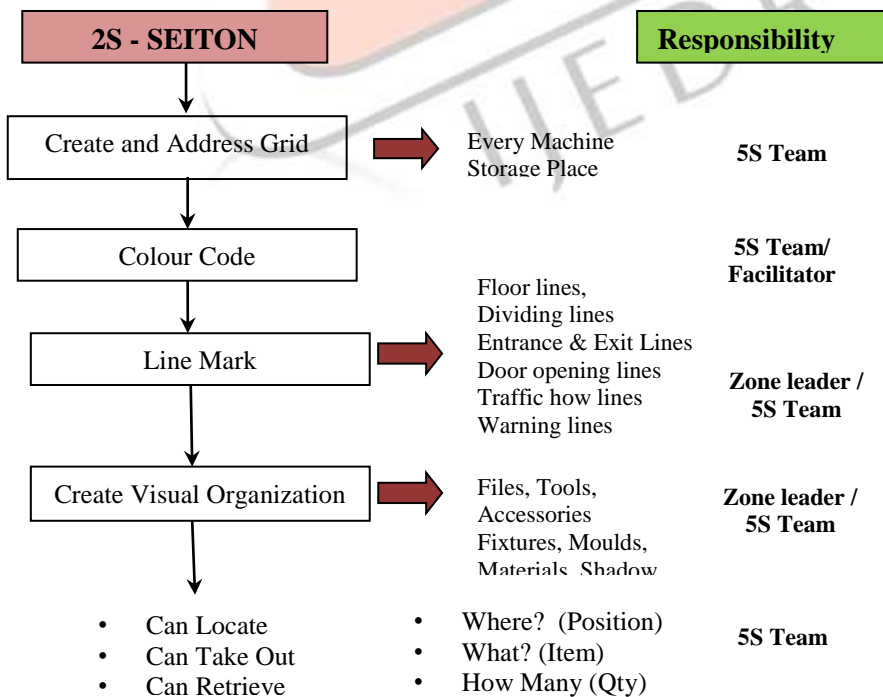 2S - SEITON
Responsibility
IJEDR
Create and Address Grid
Every Machine
Storage Place
5S Team
Colour Code
5S Team/
Facilitator
Line Mark
Floor lines,
Dividing lines
Entrance & Exit Lines
Door opening lines
Traffic how lines
Warning lines
Zone leader /
5S Team
Create Visual Organization
Files, Tools,
Accessories
Fixtures, Moulds,
Materials, Shadow
Zone leader /
5S Team
• Can Locate
• Can Take Out
• Can Retrieve
• Where? (Position)
• What? (Item)
• How Many (Qty)
5S Team